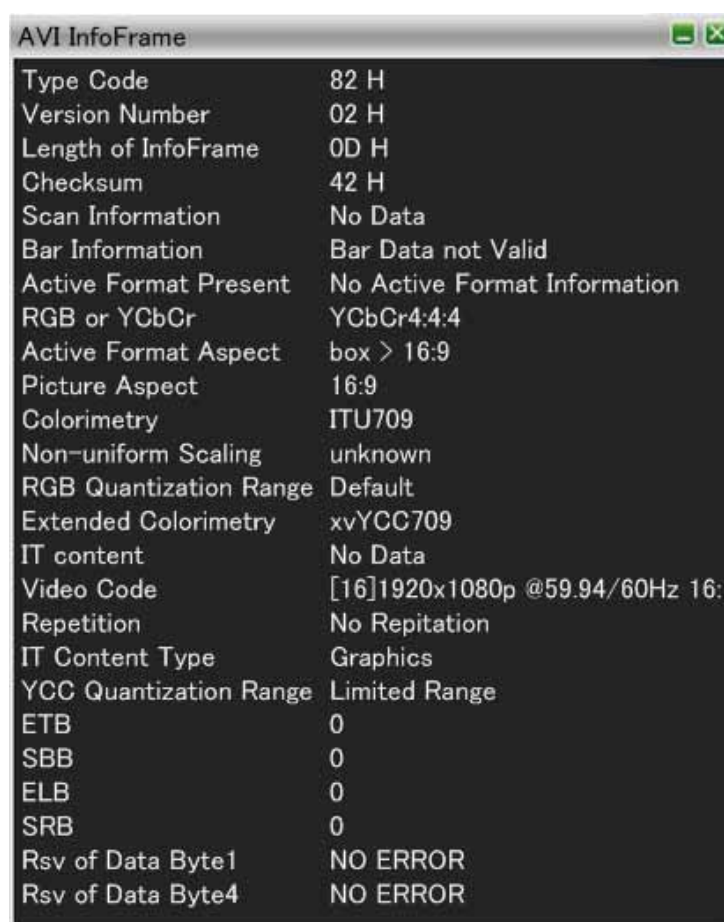 AVI InfoFrame
Type Code 82 H
Version Number 02 H
Length of InfoFrame 0D H
Checksum 42 H
Scan Information No Data
Bar Information Bar Data not Valid
Active Format Present No Active Format Information
RGB or YCbCr YCbCr4:4:4
Active Format Aspect box > 16:9
Picture Aspect 16:9
Colorimetry ITU709
Non-uniform Scaling unknown
RGB Quantization Range Default
Extended Colorimetry xvYCC709
IT content No Data
Video Code [16]1920x1080p @59.94/60Hz 16:
Repetition No Repitation
IT Content Type Graphics
YCC Quantization Range Limited Range
ETB 0
SBB 0
ELB 0
SRB 0
Rsv of Data Byte1 NO ERROR
Rsv of Data Byte4 NO ERROR